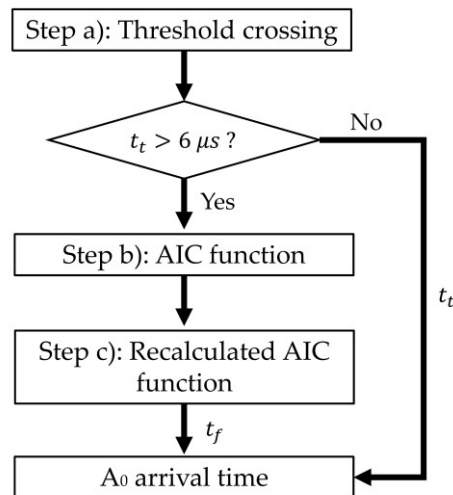 Step a): Threshold crossing
t_t > 6 μs ?
No
Yes
Step b): AIC function
t_t
Step c): Recalculated AIC
function
t_f
A₀ arrival time